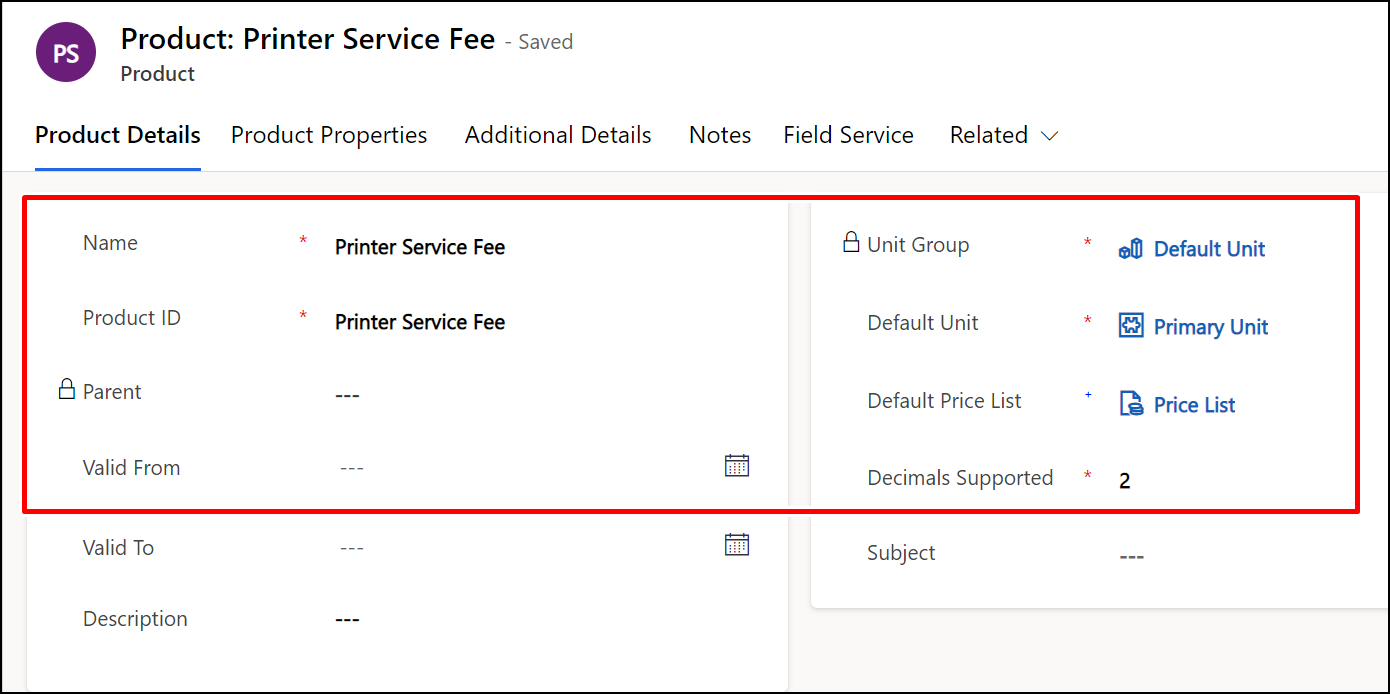 PS
Product: Printer Service Fee - Saved
Product
Product Details Product Properties Additional Details Notes Field Service Related
Name * Printer Service Fee
Product ID * Printer Service Fee
Parent ---
Valid From ---
Valid To ---
Description ---
Unit Group * Default Unit
Default Unit * Primary Unit
Default Price List + Price List
Decimals Supported * 2
Subject ---